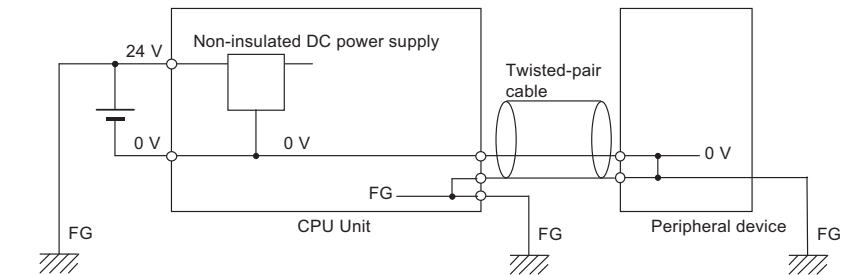 Non-insulated DC power supply
24 V
Twisted-pair
cable
0 V
0 V
0 V
FG
CPU Unit
Peripheral device
FG
FG
FG